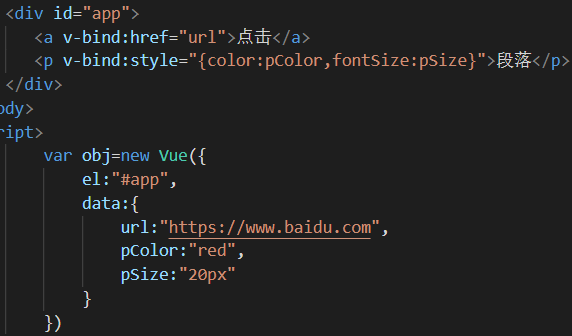 <div id="app">
<a v-bind:href="url">点击</a>
<p v-bind:style="{color:pColor,fontSize:pSize}">段落</p>
</div>
ody>
ript>
var obj=new Vue({
el:"#app",
data:{
url:"https://www.baidu.com",
pColor:"red",
pSize:"20px"
}
})